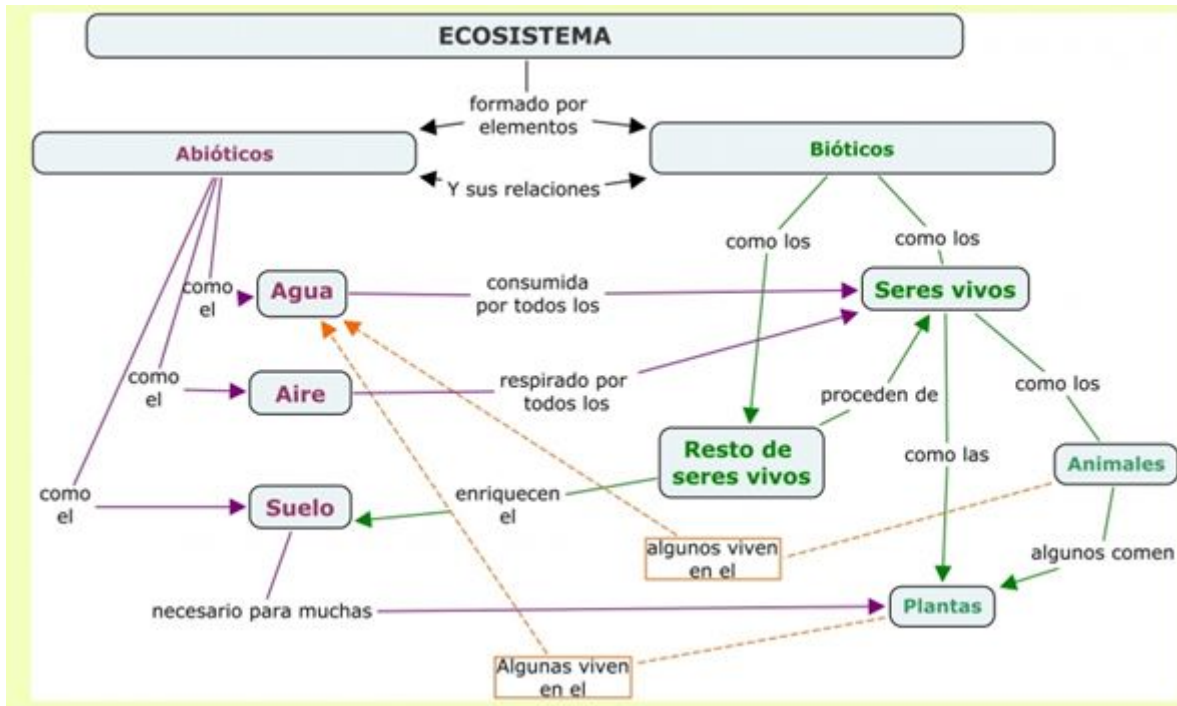 ECOSISTEMA
formado por
elementos
Abióticos
Bióticos
Y sus relaciones
como los
como los
como
el
Agua
consumida
por todos los
Seres vivos
como
el
Aire
respirado por
todos los
proceden de
como los
Resto de
seres vivos
como las
Animales
como
el
Suelo
enriquecen
el
algunos viven
en el
algunos comen
necesario para muchas
Plantas
Algunas viven
en el